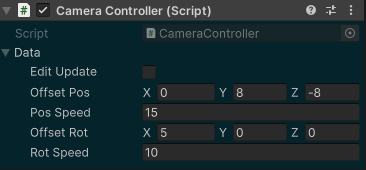 Camera Controller (Script)
Script CameraController
Data
Edit Update
Offset Pos X 0 Y 8 Z -8
Pos Speed 15
Offset Rot X 5 Y 0 Z 0
Rot Speed 10